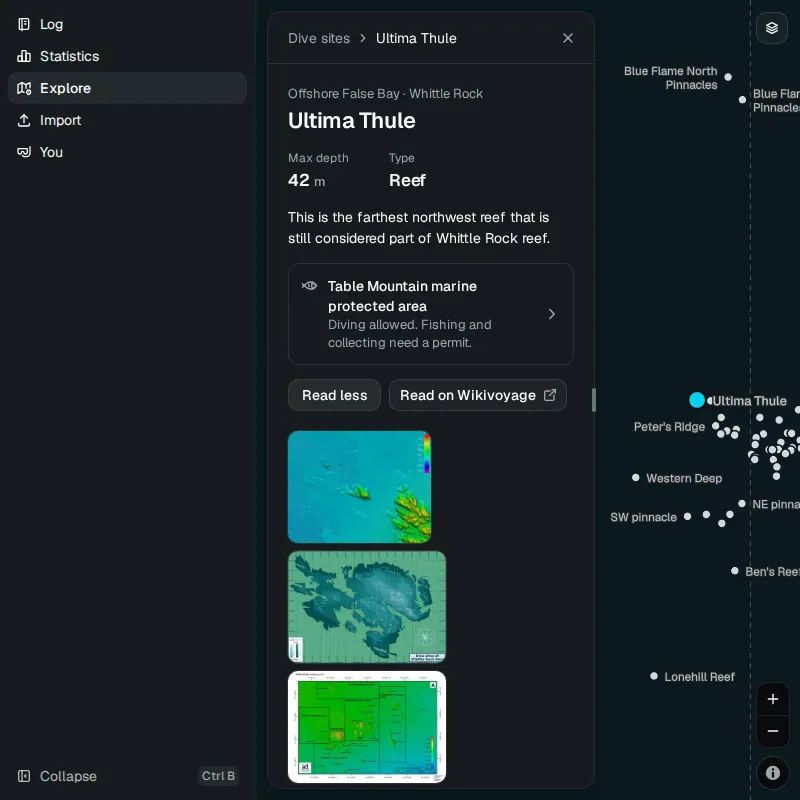 Log
Statistics
Explore
Import
You
Collapse
Ctrl B
Dive sites
Ultima Thule
Offshore False Bay · Whittle Rock
Ultima Thule
Max depth
Type
42 m
Reef
This is the farthest northwest reef that is
still considered part of Whittle Rock reef.
Table Mountain marine
protected area
Diving allowed. Fishing and
collecting need a permit.
Read less
Read on Wikivoyage
Blue Flame North
Pinnacles
Blue Flam
Pinnacles
Ultima Thule
Peter's Ridge
Western Deep
NE pinna
SW pinnacle
Ben's Reef
Lonehill Reef